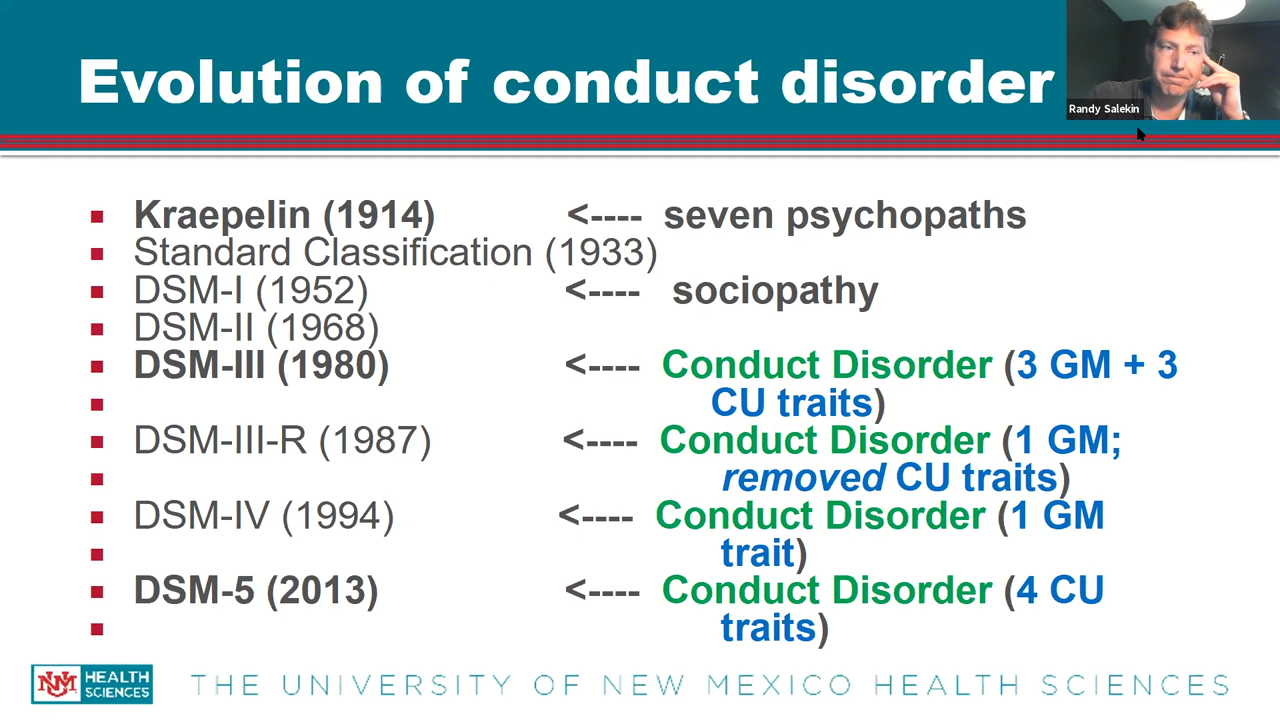 Evolution of conduct disorder
Randy Salekin
Kraepelin (1914) <---- seven psychopaths
Standard Classification (1933)
DSM-I (1952) <---- sociopathy
DSM-II (1968)
DSM-III (1980) <---- Conduct Disorder (3 GM + 3
CU traits)
DSM-III-R (1987) <---- Conduct Disorder (1 GM;
removed CU traits)
DSM-IV (1994) <---- Conduct Disorder (1 GM
trait)
DSM-5 (2013) <---- Conduct Disorder (4 CU
traits)
UNM HEALTH
SCIENCES
THE UNIVERSITY OF NEW MEXICO HEALTH SCIENCES